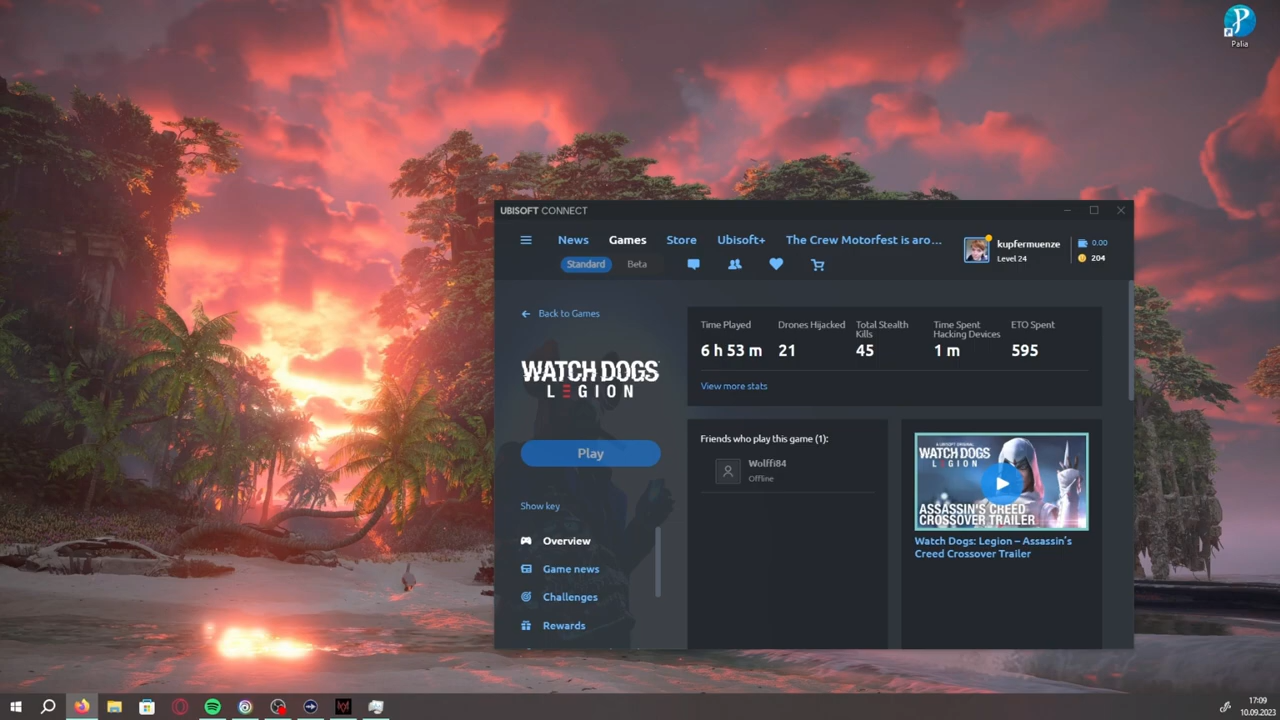 Palia
UBISOFT CONNECT
News
Games
Store
Ubisoft+
The Crew Motorfest is aro...
kupfermuenze
Level 24
0.00
204
Standard
Beta
Back to Games
WATCH DOGS
LEGION
Play
Show key
Overview
Game news
Challenges
Rewards
Time Played
6 h 53 m
Drones Hijacked
21
Total Stealth
Kills
45
Time Spent
Hacking Devices
1 m
ETO Spent
595
View more stats
Friends who play this game (1):
Wolffi84
Offline
A UBISOFT ORIGINAL
WATCH DOGS
LEGION
ASSASSIN'S CREED
CROSSOVER TRAILER
Watch Dogs: Legion – Assassin's
Creed Crossover Trailer
17:09
10.09.2023